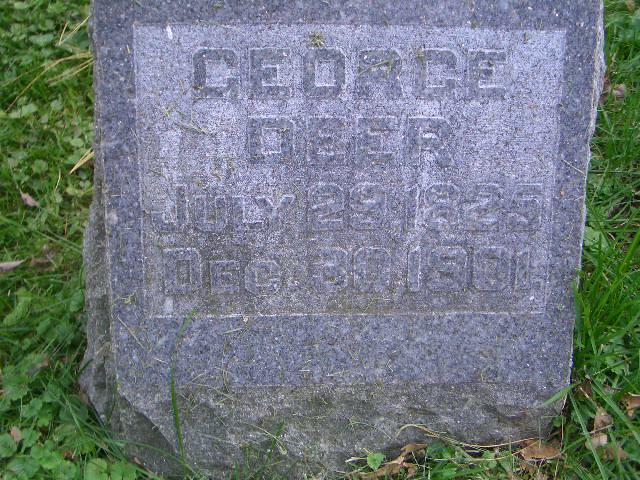 GEORGE
DEER
JULY 29, 1825
DEC. 30, 1901.